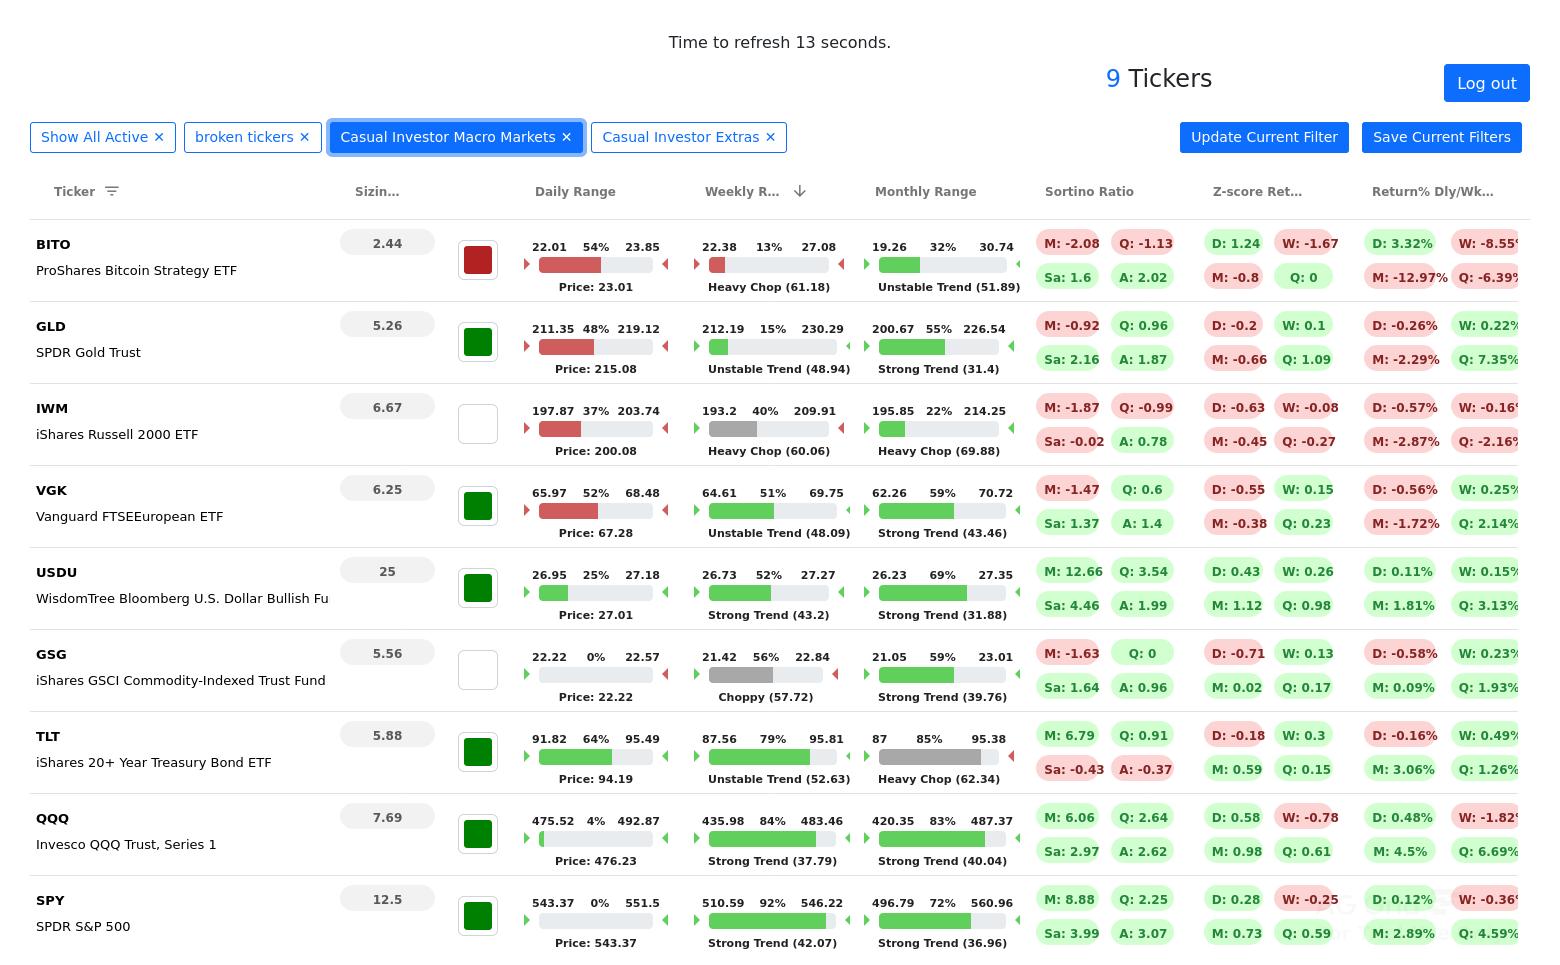 Time to refresh 13 seconds.
9 Tickers
Log out
Show All Active ✕ broken tickers ✕ Casual Investor Macro Markets ✕ Casual Investor Extras ✕ Update Current Filter Save Current Filters
Ticker Sizin... Daily Range Weekly R... Monthly Range Sortino Ratio Z-score Ret... Return% Dly/Wk...
BITO 2.44 22.01 54% 23.85 22.38 13% 27.08 19.26 32% 30.74 M: -2.08 Q: -1.13 D: 1.24 W: -1.67 D: 3.32% W: -8.55%
ProShares Bitcoin Strategy ETF Sa: 1.6 A: 2.02 M: -0.8 Q: 0 M: -12.97% Q: -6.39%
Price: 23.01 Heavy Chop (61.18) Unstable Trend (51.89)
GLD 5.26 211.35 48% 219.12 212.19 15% 230.29 200.67 55% 226.54 M: -0.92 Q: 0.96 D: -0.2 W: 0.1 D: -0.26% W: 0.22%
SPDR Gold Trust Sa: 2.16 A: 1.87 M: -0.66 Q: 1.09 M: -2.29% Q: 7.35%
Price: 215.08 Unstable Trend (48.94) Strong Trend (31.4)
IWM 6.67 197.87 37% 203.74 193.2 40% 209.91 195.85 22% 214.25 M: -1.87 Q: -0.99 D: -0.63 W: -0.08 D: -0.57% W: -0.16%
iShares Russell 2000 ETF Sa: -0.02 A: 0.78 M: -0.45 Q: -0.27 M: -2.87% Q: -2.16%
Price: 200.08 Heavy Chop (60.06) Heavy Chop (69.88)
VGK 6.25 65.97 52% 68.48 64.61 51% 69.75 62.26 59% 70.72 M: -1.47 Q: 0.6 D: -0.55 W: 0.15 D: -0.56% W: 0.25%
Vanguard FTSEEuropean ETF Sa: 1.37 A: 1.4 M: -0.38 Q: 0.23 M: -1.72% Q: 2.14%
Price: 67.28 Unstable Trend (48.09) Strong Trend (43.46)
USDU 25 26.95 25% 27.18 26.73 52% 27.27 26.23 69% 27.35 M: 12.66 Q: 3.54 D: 0.43 W: 0.26 D: 0.11% W: 0.15%
WisdomTree Bloomberg U.S. Dollar Bullish Fu Sa: 4.46 A: 1.99 M: 1.12 Q: 0.98 M: 1.81% Q: 3.13%
Price: 27.01 Strong Trend (43.2) Strong Trend (31.88)
GSG 5.56 22.22 0% 22.57 21.42 56% 22.84 21.05 59% 23.01 M: -1.63 Q: 0 D: -0.71 W: 0.13 D: -0.58% W: 0.23%
iShares GSCI Commodity-Indexed Trust Fund Sa: 1.64 A: 0.96 M: 0.02 Q: 0.17 M: 0.09% Q: 1.93%
Price: 22.22 Choppy (57.72) Strong Trend (39.76)
TLT 5.88 91.82 64% 95.49 87.56 79% 95.81 87 85% 95.38 M: 6.79 Q: 0.91 D: -0.18 W: 0.3 D: -0.16% W: 0.49%
iShares 20+ Year Treasury Bond ETF Sa: -0.43 A: -0.37 M: 0.59 Q: 0.15 M: 3.06% Q: 1.26%
Price: 94.19 Unstable Trend (52.63) Heavy Chop (62.34)
QQQ 7.69 475.52 4% 492.87 435.98 84% 483.46 420.35 83% 487.37 M: 6.06 Q: 2.64 D: 0.58 W: -0.78 D: 0.48% W: -1.82%
Invesco QQQ Trust, Series 1 Sa: 2.97 A: 2.62 M: 0.98 Q: 0.61 M: 4.5% Q: 6.69%
Price: 476.23 Strong Trend (37.79) Strong Trend (40.04)
SPY 12.5 543.37 0% 551.5 510.59 92% 546.22 496.79 72% 560.96 M: 8.88 Q: 2.25 D: 0.28 W: -0.25 D: 0.12% W: -0.36%
SPDR S&P 500 Sa: 3.99 A: 3.07 M: 0.73 Q: 0.59 M: 2.89% Q: 4.59%
Price: 543.37 Strong Trend (42.07) Strong Trend (36.96)